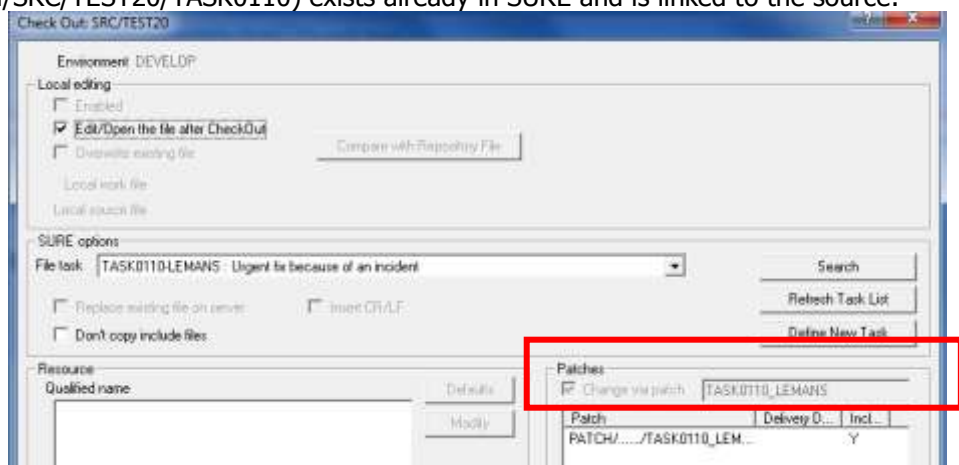 /SRC/TEST20/TASK0110) exists already in SURE and is linked to the source.
Check Out: SRC/TEST20
Environment DEVELOP
Local editing
Enabled
Edit/Open the file after CheckOut
Overwrite existing file
Compare with Repository File
Local work file
Local source file
SURE options
File task TASK0110-LEMANS : Urgent fix because of an incident
Search
Replace existing file on server
Insert CR/LF
Refresh Task List
Don't copy include files
Define New Task
Resource
Patches
Qualified name
Defaults
Change via patch TASK0110_LEMANS
Modify
Patch Delivery D... Incl...
PATCH/...../TASK0110_LEM... Y